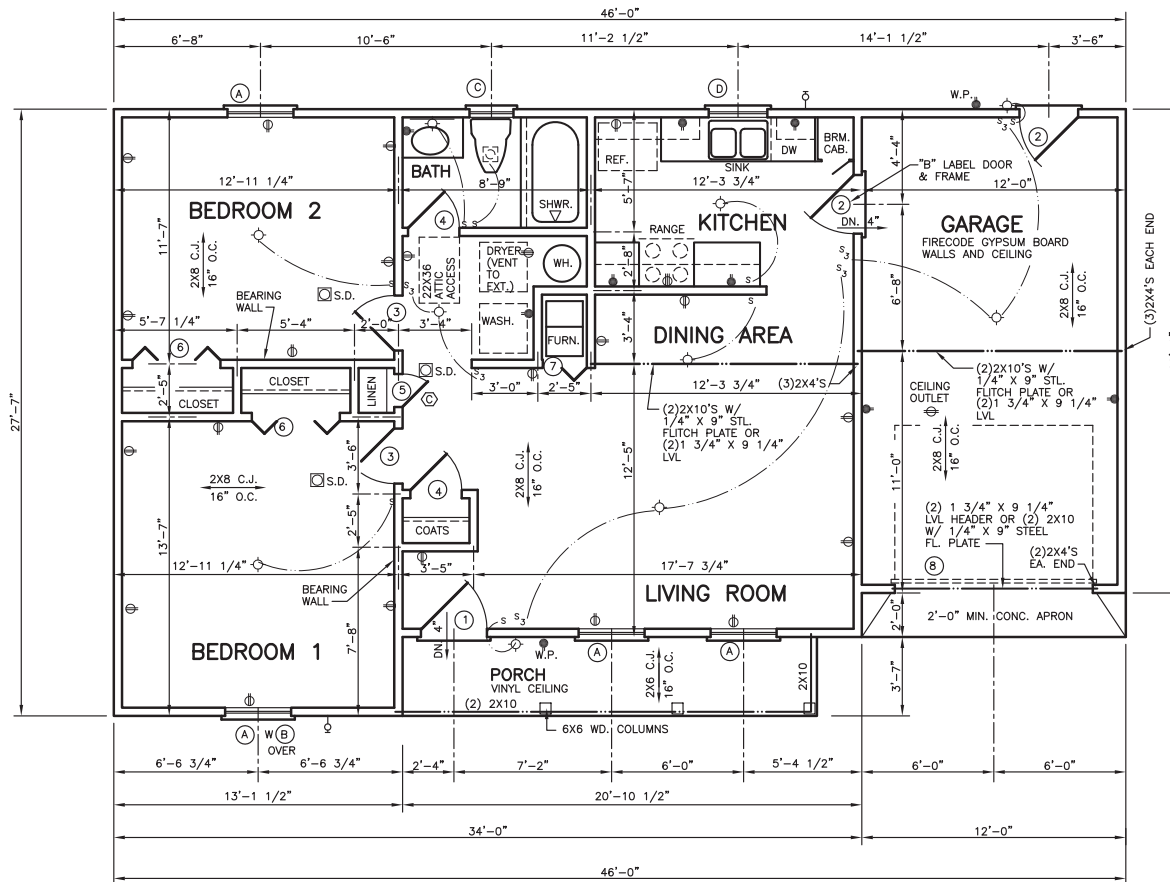 46'-0"
6'-8"
10'-6"
11'-2 1/2"
14'-1 1/2"
3'-6"
A
C
D
W.P.
S
S3
2
"B" LABEL DOOR
& FRAME
4'-4"
REF.
SINK
DW
BRM.
CAB.
BATH
12'-11 1/4"
8'-9"
12'-3 3/4"
12'-0"
BEDROOM 2
11'-7"
SHWR.
5'-7"
KITCHEN
2
DN. 4"
GARAGE
FIRECODE GYPSUM BOARD
WALLS AND CEILING
4
S S
2X8 C.J.
16" O.C.
22X36
ATTIC
ACCESS
DRYER
(VENT
TO
EXT.)
WH.
RANGE
2'-8"
S
S3
6'-8"
2X8 C.J.
16" O.C.
(3)2X4'S EACH END
S.D.
BEARING
WALL
S
S3
3
5'-7 1/4"
5'-4"
2'-0"
3'-4"
WASH.
FURN.
3'-4"
DINING AREA
27'-7"
6
7
S.D.
S3
2'-5"
CLOSET
CLOSET
LINEN
5
C
3'-0"
2'-5"
12'-3 3/4"
(3)2X4'S
(2)2X10'S W/
1/4" X 9" STL.
FLITCH PLATE OR
(2)1 3/4" X 9 1/4"
LVL
CEILING
OUTLET
(2)2X10'S W/
1/4" X 9" STL.
FLITCH PLATE OR
(2)1 3/4" X 9 1/4"
LVL
6
3
3'-6"
12'-5"
11'-0"
2X8 C.J.
16" O.C.
2X8 C.J.
16" O.C.
S.D.
4
2X8 C.J.
16" O.C.
S
COATS
2'-5"
13'-7"
(2) 1 3/4" X 9 1/4"
LVL HEADER OR (2) 2X10
W/ 1/4" X 9" STEEL
FL. PLATE
(2)2X4'S
EA. END
8
12'-11 1/4"
3'-5"
17'-7 3/4"
BEARING
WALL
LIVING ROOM
2'-0"
2'-0" MIN. CONC. APRON
1
S S3
DN. 4"
BEDROOM 1
7'-8"
W.P.
A
A
PORCH
VINYL CEILING
2X6 C.J.
16" O.C.
2X10
3'-7"
(2) 2X10
6X6 WD. COLUMNS
A W B
OVER
6'-6 3/4"
6'-6 3/4"
2'-4"
7'-2"
6'-0"
5'-4 1/2"
6'-0"
6'-0"
13'-1 1/2"
20'-10 1/2"
34'-0"
12'-0"
46'-0"